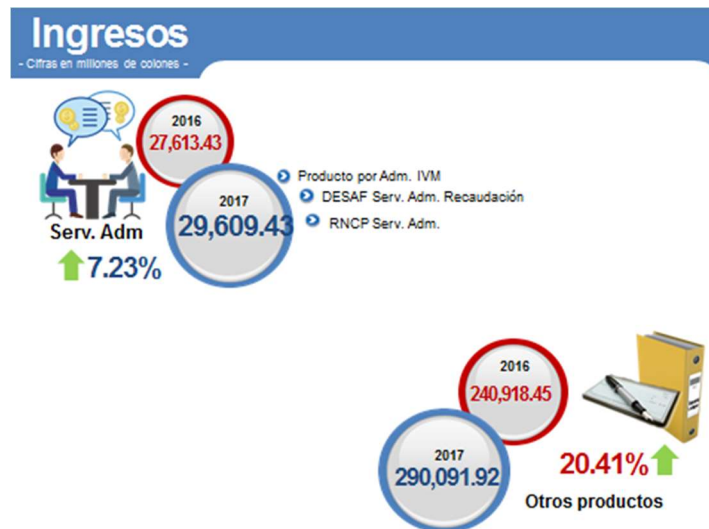 Ingresos
- Cifras en millones de colones -
2016
27,613.43
2017
29,609.43
Producto por Adm. IVM
DESAF Serv. Adm. Recaudación
RNCP Serv. Adm.
Serv. Adm
7.23%
2016
240,918.45
2017
290,091.92
20.41%
Otros productos